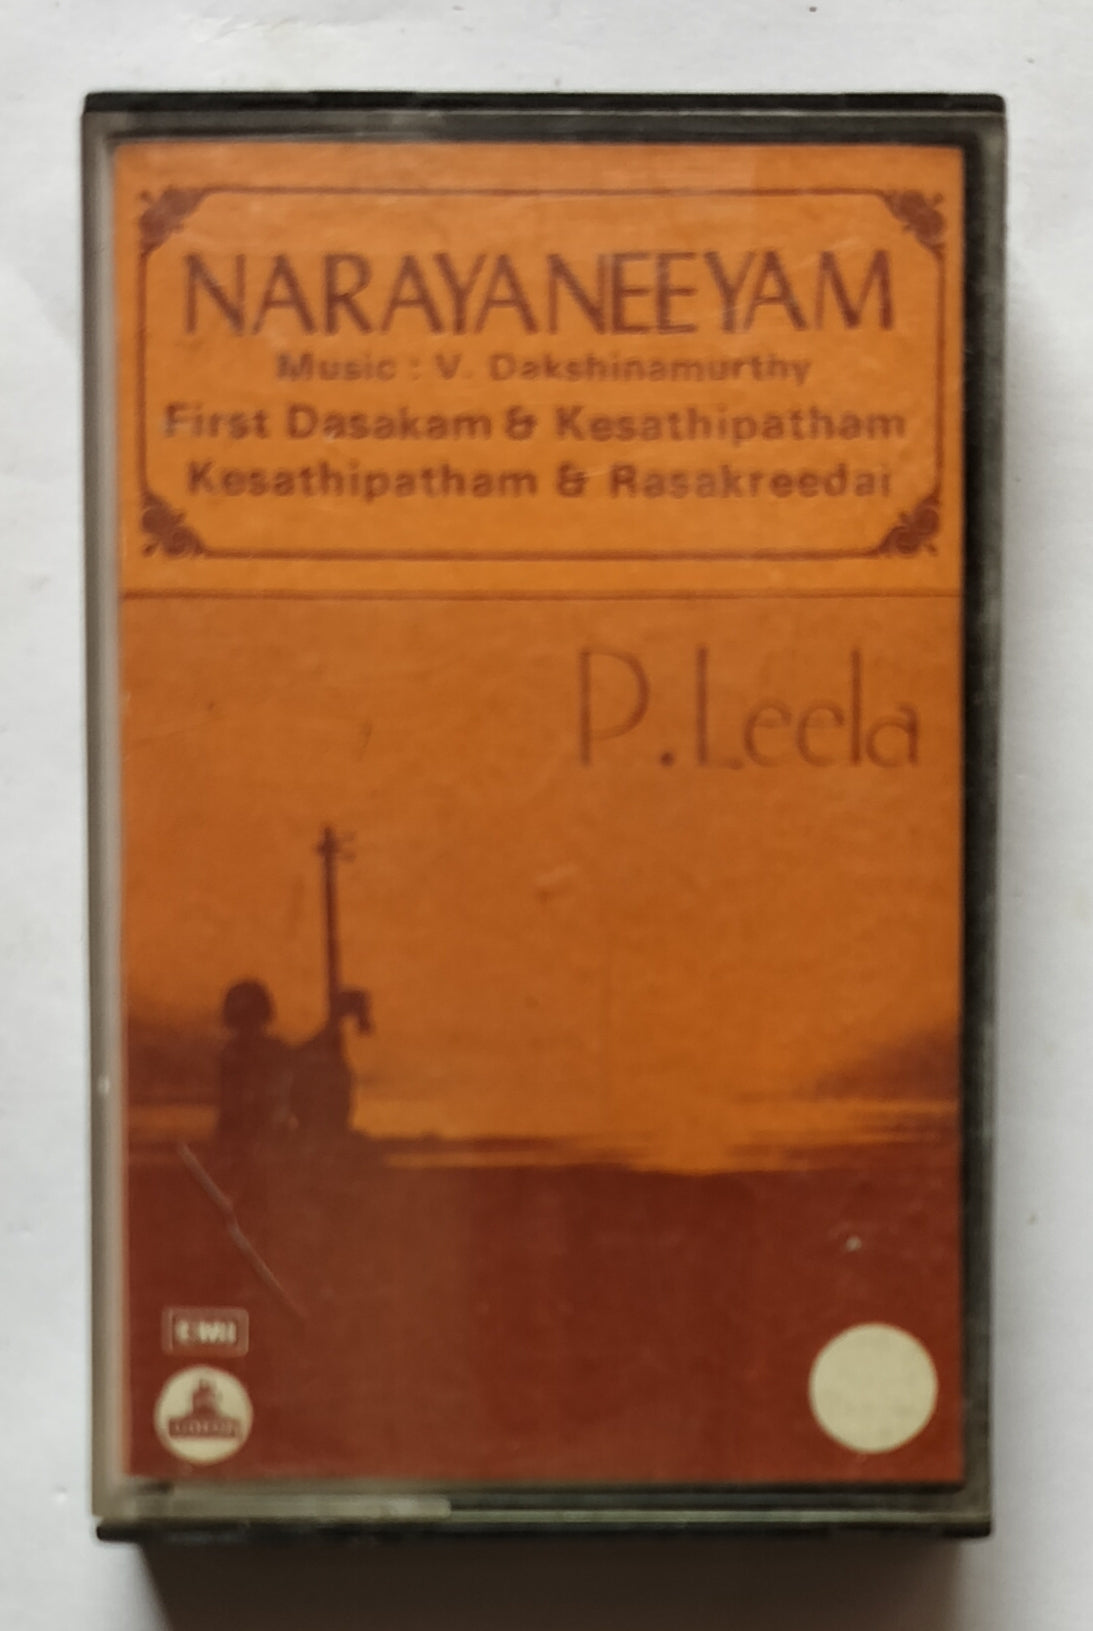 NARAYANEEYAM
Music : V. Dakshinamurthy
First Dasakam & Kesathipatham
Kesathipatham & Rasakreedai
P. Leela
EMI